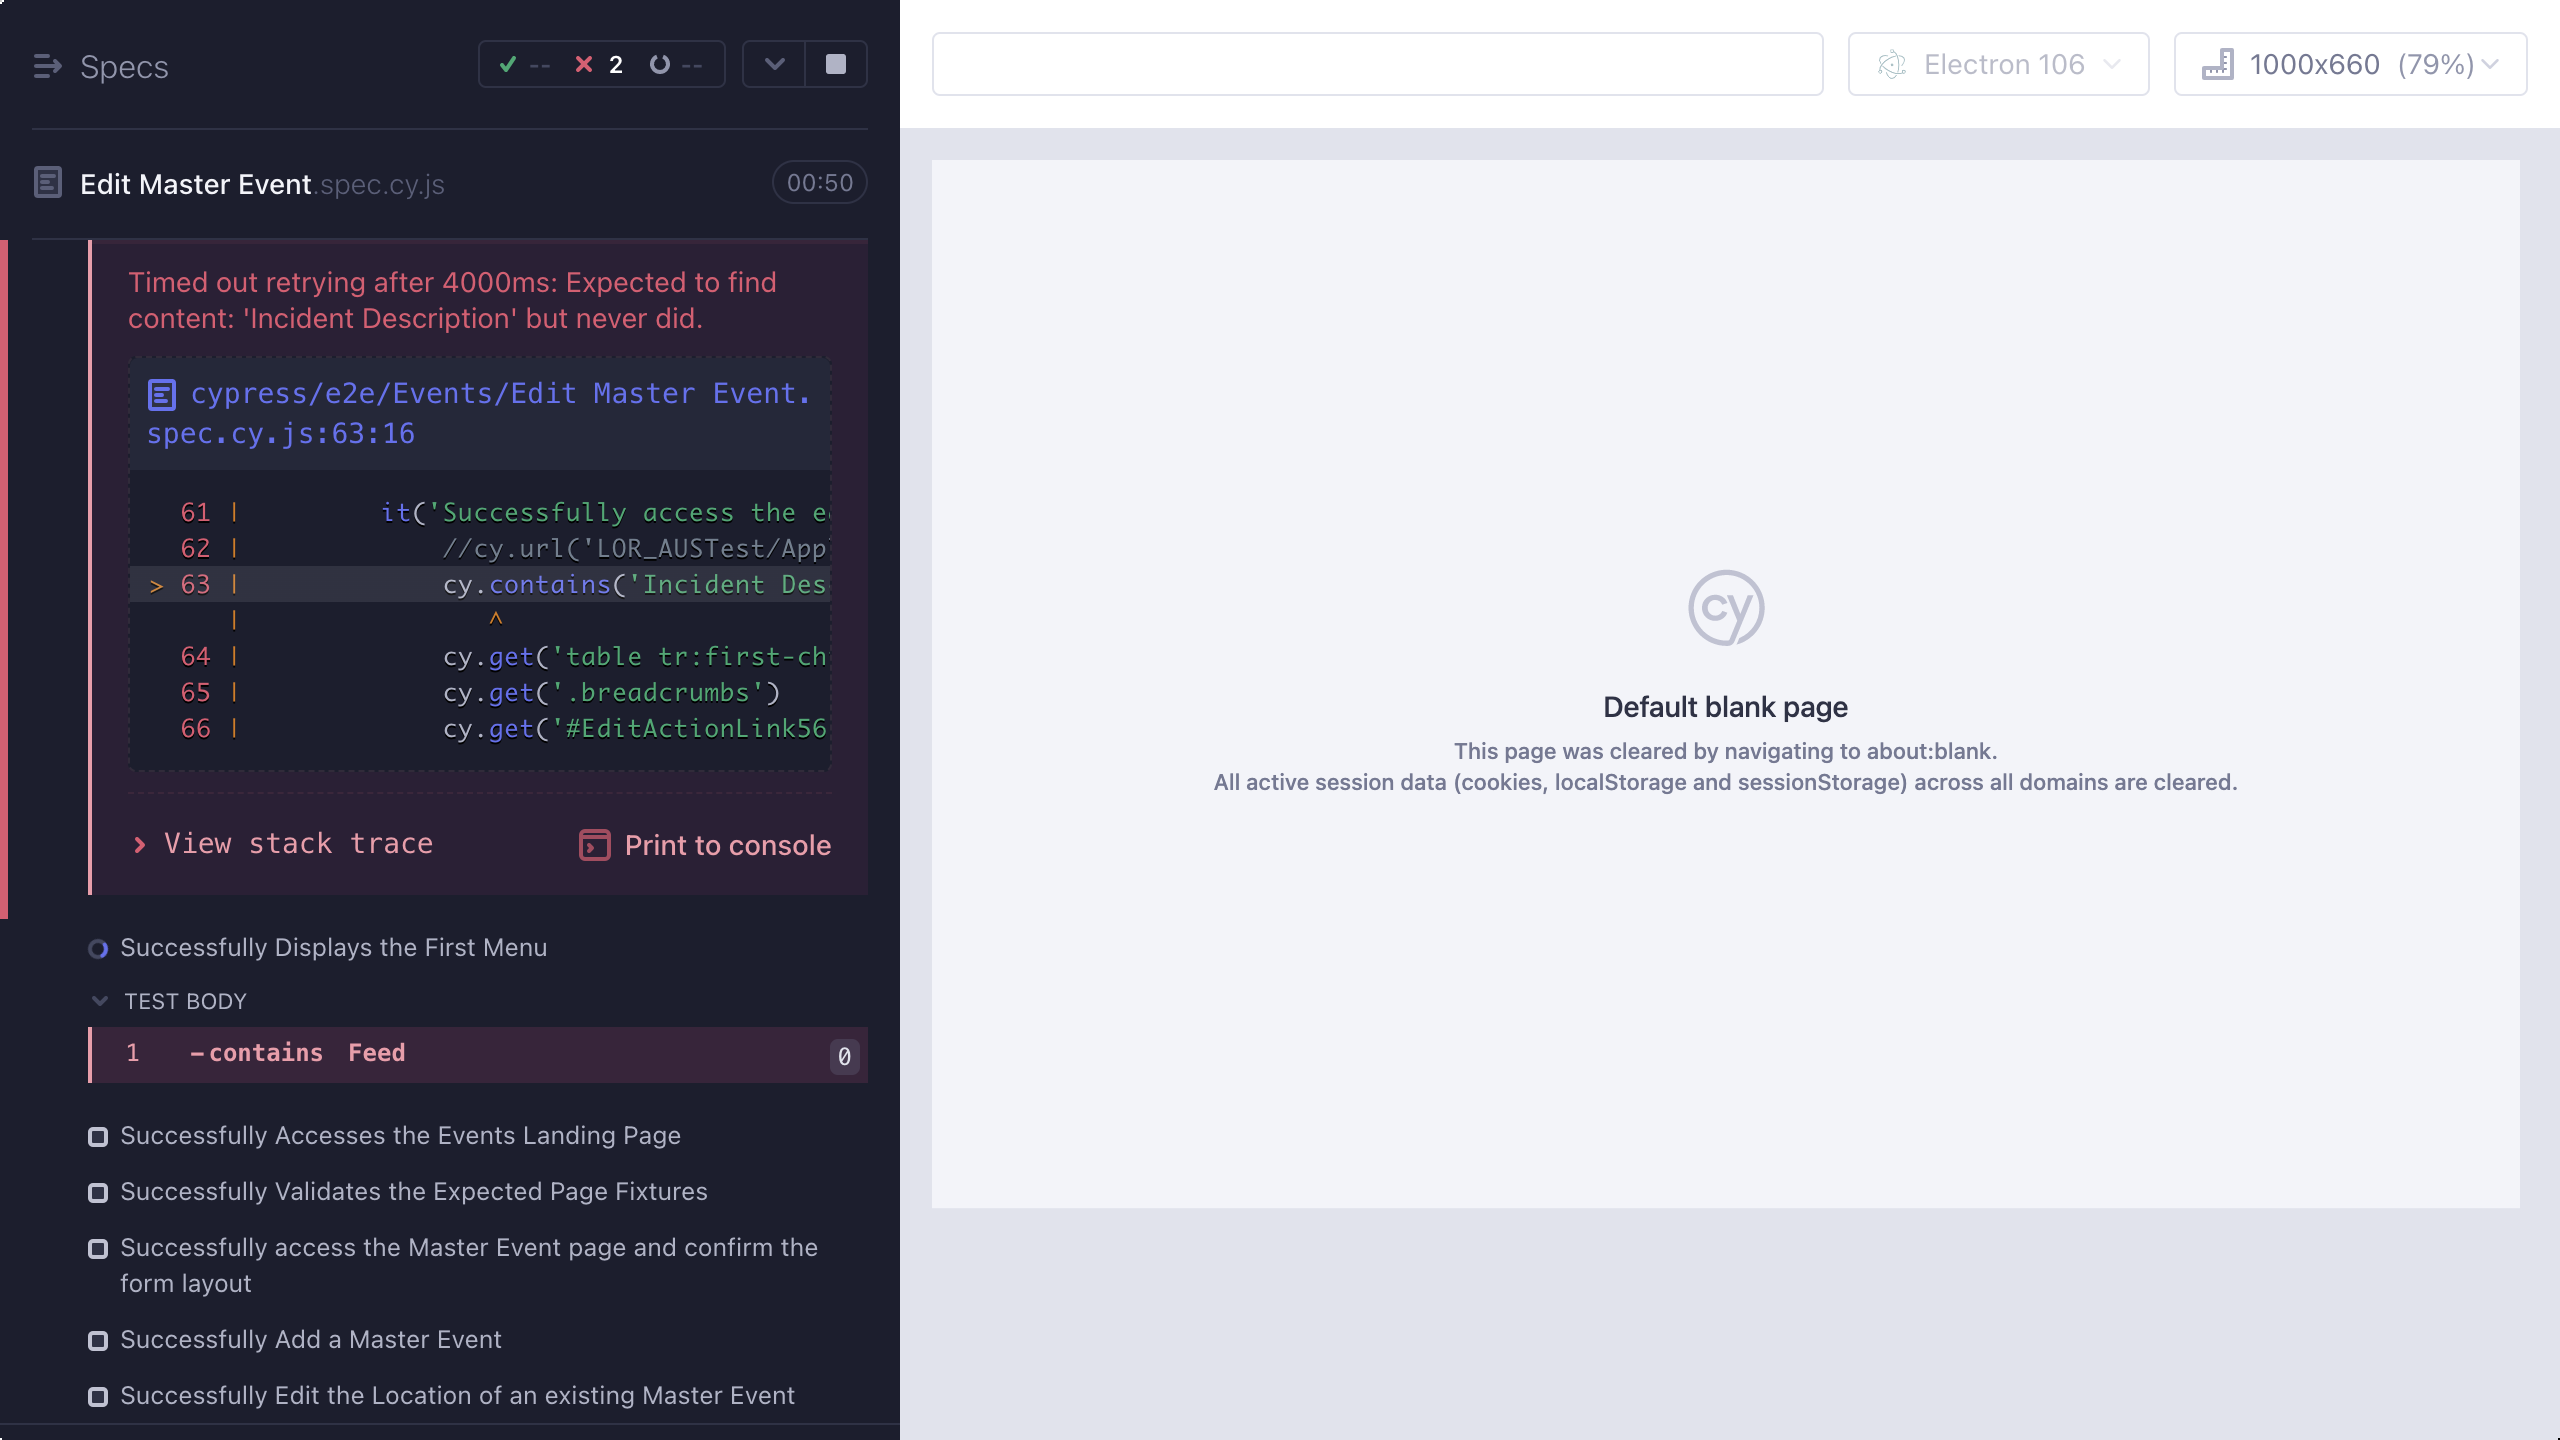 Specs
-- 2 --
Edit Master Event.spec.cy.js
00:50
Timed out retrying after 4000ms: Expected to find
content: 'Incident Description' but never did.
cypress/e2e/Events/Edit Master Event.
spec.cy.js:63:16
61 | it('Successfully access the e
62 | //cy.url('LOR_AUSTest/App
> 63 | cy.contains('Incident Des
| ^
64 | cy.get('table tr:first-ch
65 | cy.get('.breadcrumbs')
66 | cy.get('#EditActionLink56
View stack trace
Print to console
Successfully Displays the First Menu
TEST BODY
1 -contains Feed 0
Successfully Accesses the Events Landing Page
Successfully Validates the Expected Page Fixtures
Successfully access the Master Event page and confirm the
form layout
Successfully Add a Master Event
Successfully Edit the Location of an existing Master Event
Electron 106
1000x660 (79%)
cy
Default blank page
This page was cleared by navigating to about:blank.
All active session data (cookies, localStorage and sessionStorage) across all domains are cleared.